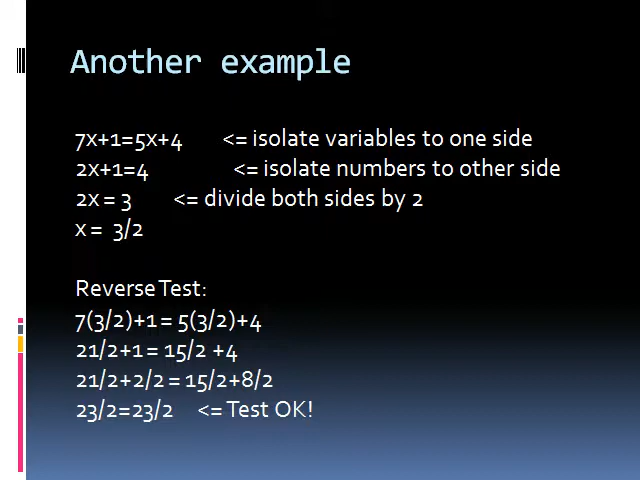 Another example
7x+1=5x+4 <= isolate variables to one side
2x+1=4 <= isolate numbers to other side
2x = 3 <= divide both sides by 2
x = 3/2
Reverse Test:
7(3/2)+1 = 5(3/2)+4
21/2+1 = 15/2 +4
21/2+2/2 = 15/2+8/2
23/2=23/2 <= Test OK!